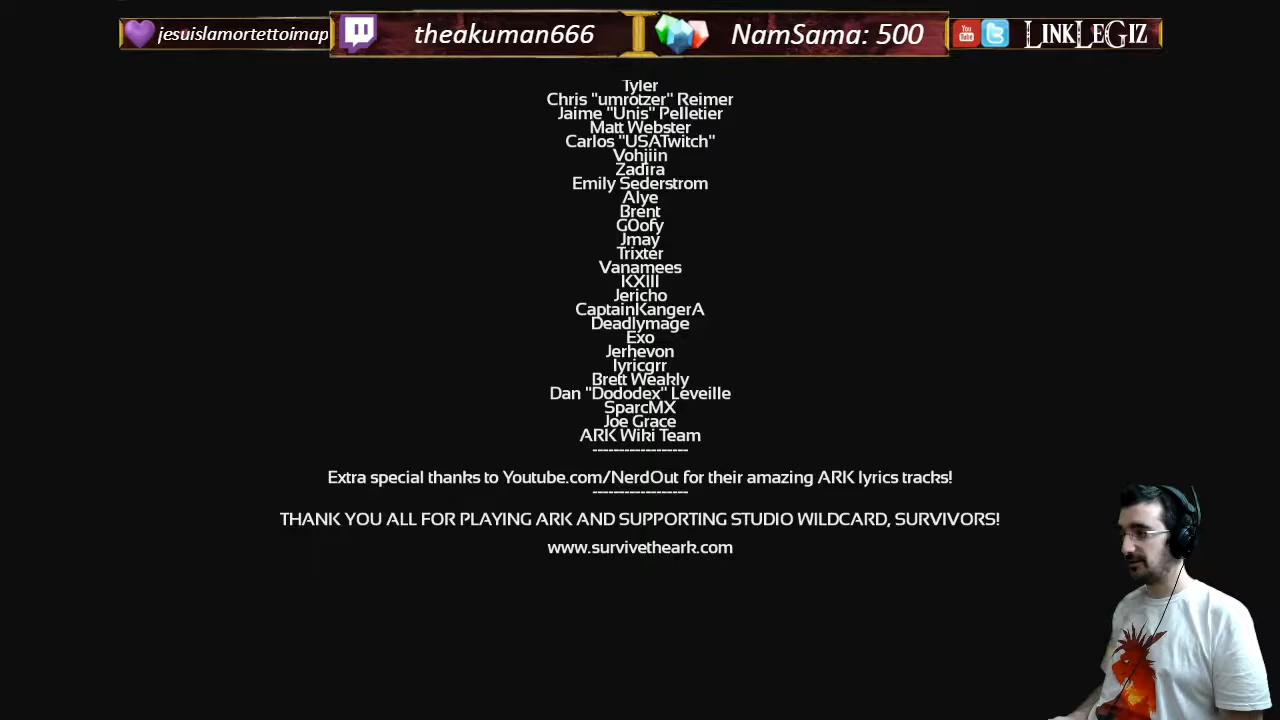 jesuislamortettoimap
theakuman666
NamSama: 500
You Tube
LinkLeGiz
Tyler
Chris "umrotzer" Reimer
Jaime "Unis" Pelletier
Matt Webster
Carlos "USATwitch"
Vohjiin
Zadira
Emily Sederstrom
Alye
Brent
G0ofy
Jmay
Trixter
Vanamees
KXIII
Jericho
CaptainKangerA
Deadlymage
Exo
Jerhevon
lyricgrr
Brett Weakly
Dan "Dododex" Leveille
SparcMX
Joe Grace
ARK Wiki Team
------------------
Extra special thanks to Youtube.com/NerdOut for their amazing ARK lyrics tracks!
------------------
THANK YOU ALL FOR PLAYING ARK AND SUPPORTING STUDIO WILDCARD, SURVIVORS!
www.survivetheark.com